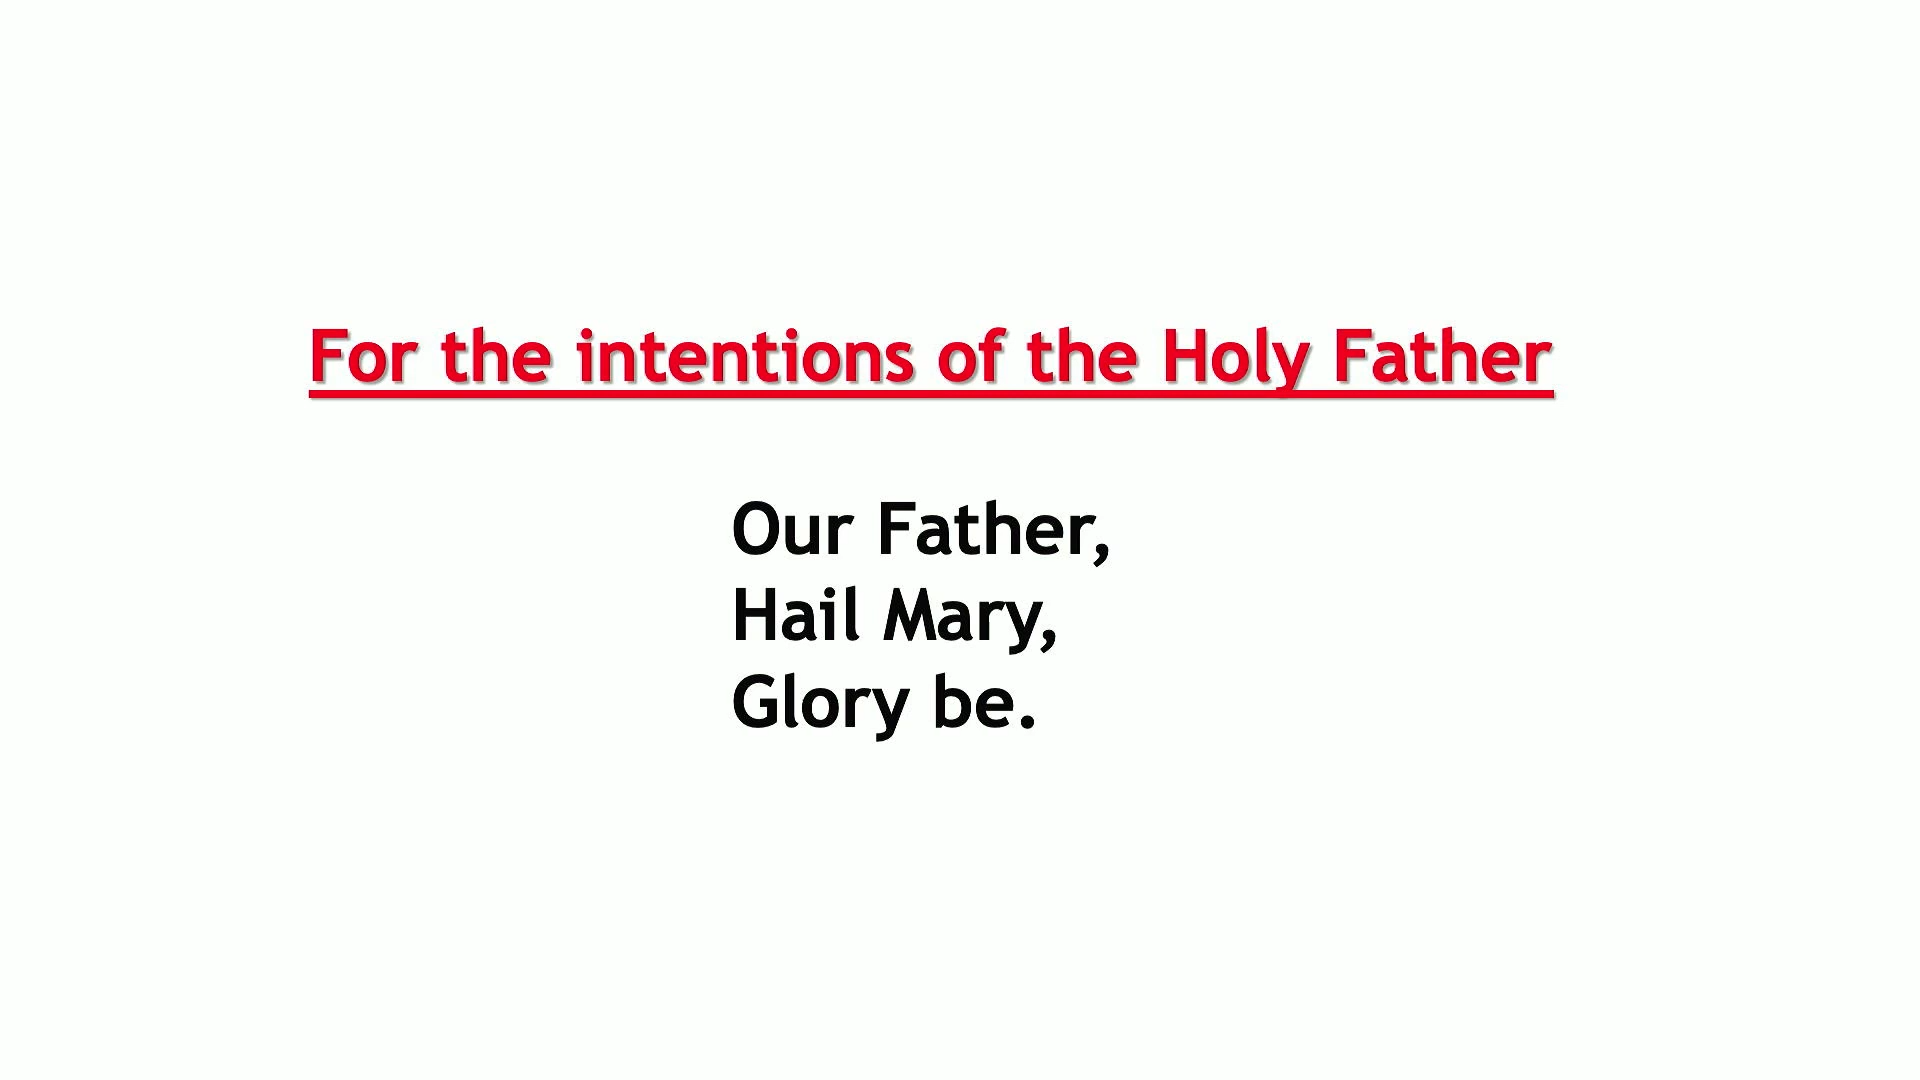 For the intentions of the Holy Father
Our Father,
Hail Mary,
Glory be.